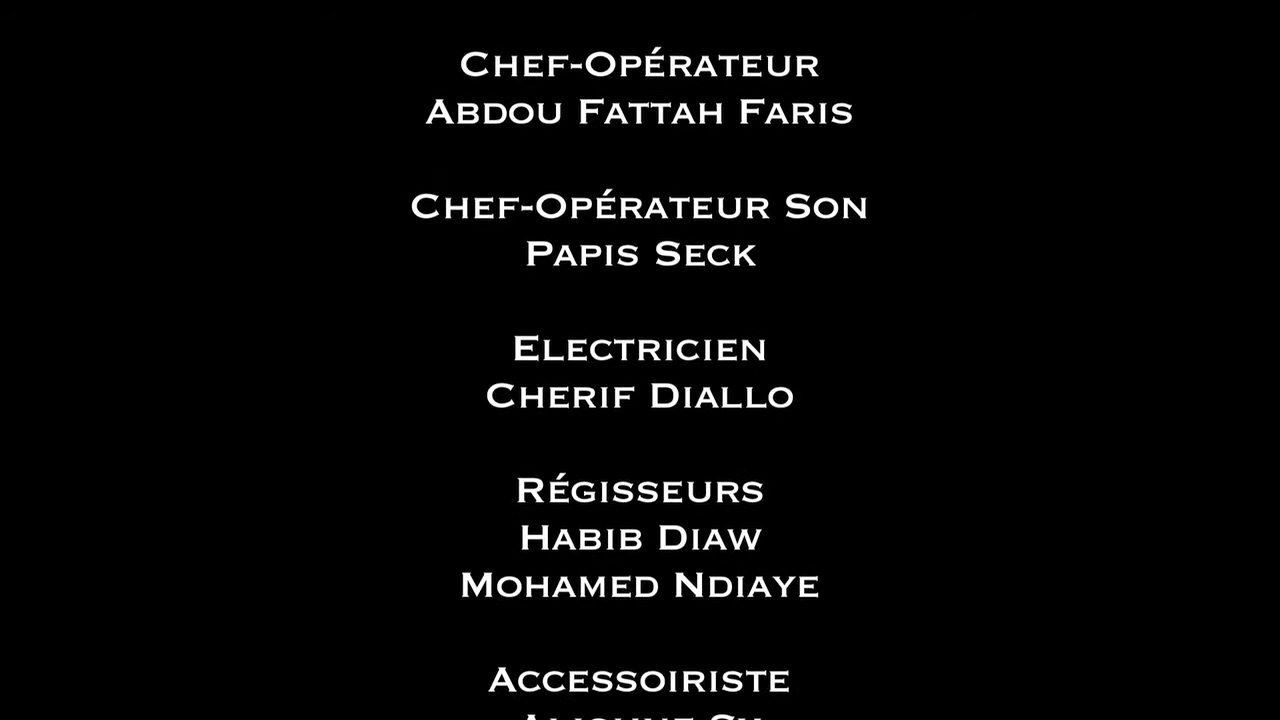 Chef-Opérateur
Abdou Fattah Faris
Chef-Opérateur Son
Papis Seck
Electricien
Cherif Diallo
Régisseurs
Habib Diaw
Mohamed Ndiaye
Accessoiriste